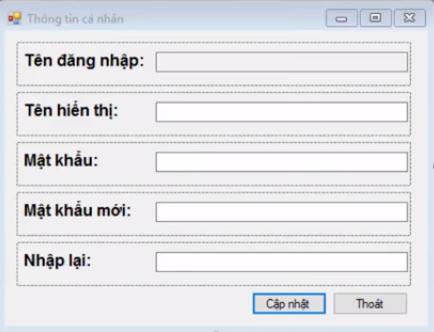 Thông tin cá nhân
Tên đăng nhập:
Tên hiển thị:
Mật khẩu:
Mật khẩu mới:
Nhập lại:
Cập nhật Thoát